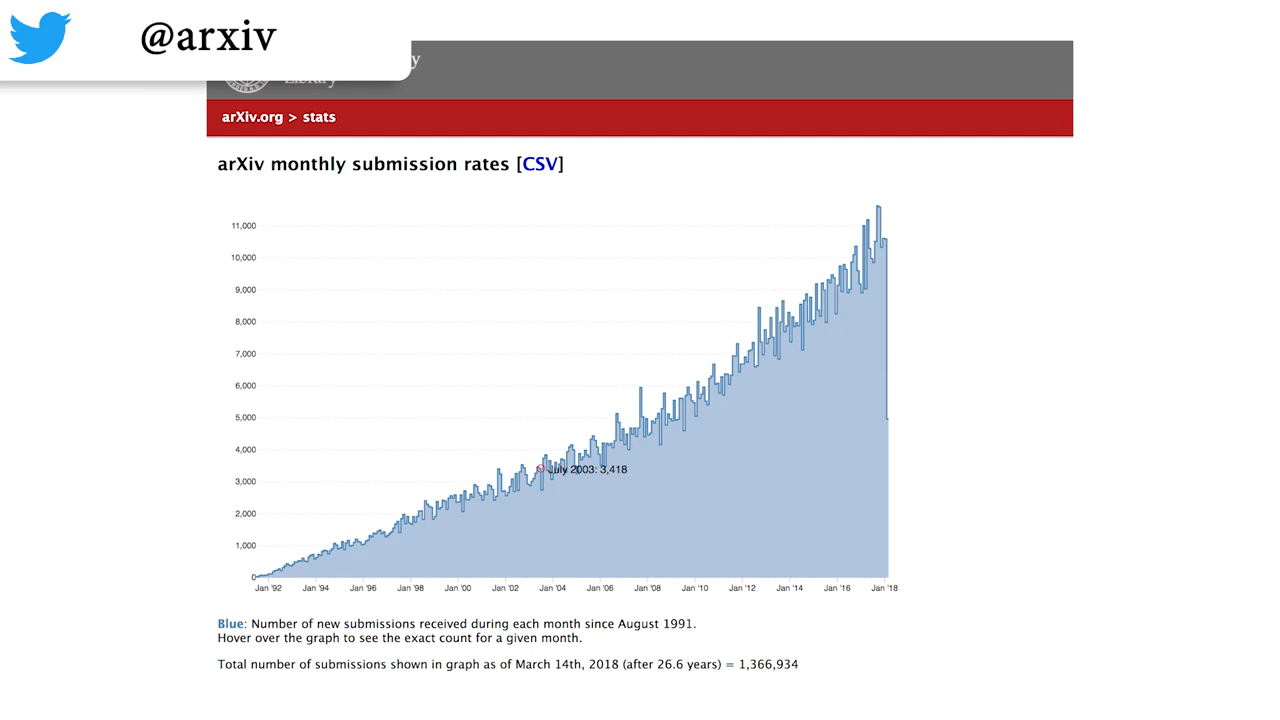 @arxiv
y
Library
arXiv.org > stats
arXiv monthly submission rates [CSV]
11,000
10,000
9,000
8,000
7,000
6,000
5,000
4,000
3,000
2,000
1,000
0
July 2003: 3,418
Jan '92 Jan '94 Jan '96 Jan '98 Jan '00 Jan '02 Jan '04 Jan '06 Jan '08 Jan '10 Jan '12 Jan '14 Jan '16 Jan '18
Blue: Number of new submissions received during each month since August 1991.
Hover over the graph to see the exact count for a given month.
Total number of submissions shown in graph as of March 14th, 2018 (after 26.6 years) = 1,366,934